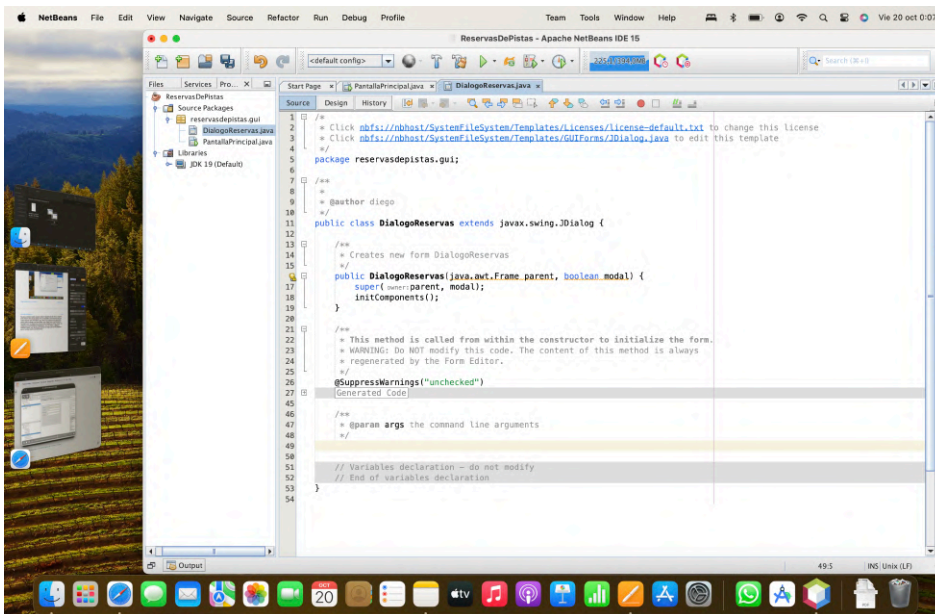 NetBeans File Edit View Navigate Source Refactor Run Debug Profile Team Tools Window Help Vie 20 oct 0:07
ReservasDePistas - Apache NetBeans IDE 15
<default config>
Search (⌘+I)
Files Services Pro... ×
Start Page × PantallaPrincipal.java × DialogoReservas.java ×
ReservasDePistas
Source Packages
reservasdepistas.gui
DialogoReservas.java
PantallaPrincipal.java
Libraries
JDK 19 (Default)
Source Design History
1 /*
2 * Click nbfs://nbhost/SystemFileSystem/Templates/Licenses/license-default.txt to change this license
3 * Click nbfs://nbhost/SystemFileSystem/Templates/GUIForms/JDialog.java to edit this template
4 */
5 package reservasdepistas.gui;
6
7 /**
8 *
9 * @author diego
10 */
11 public class DialogoReservas extends javax.swing.JDialog {
12
13 /**
14 * Creates new form DialogoReservas
15 */
public DialogoReservas(java.awt.Frame parent, boolean modal) {
17 super( owner: parent, modal);
18 initComponents();
19 }
20
21 /**
22 * This method is called from within the constructor to initialize the form.
23 * WARNING: Do NOT modify this code. The content of this method is always
24 * regenerated by the Form Editor.
25 */
26 @SuppressWarnings("unchecked")
27 Generated Code
45
46 /**
47 * @param args the command line arguments
48 */
49
50
51 // Variables declaration - do not modify
52 // End of variables declaration
53 }
54
Output
49:5 INS Unix (LF)
OCT
20
tv